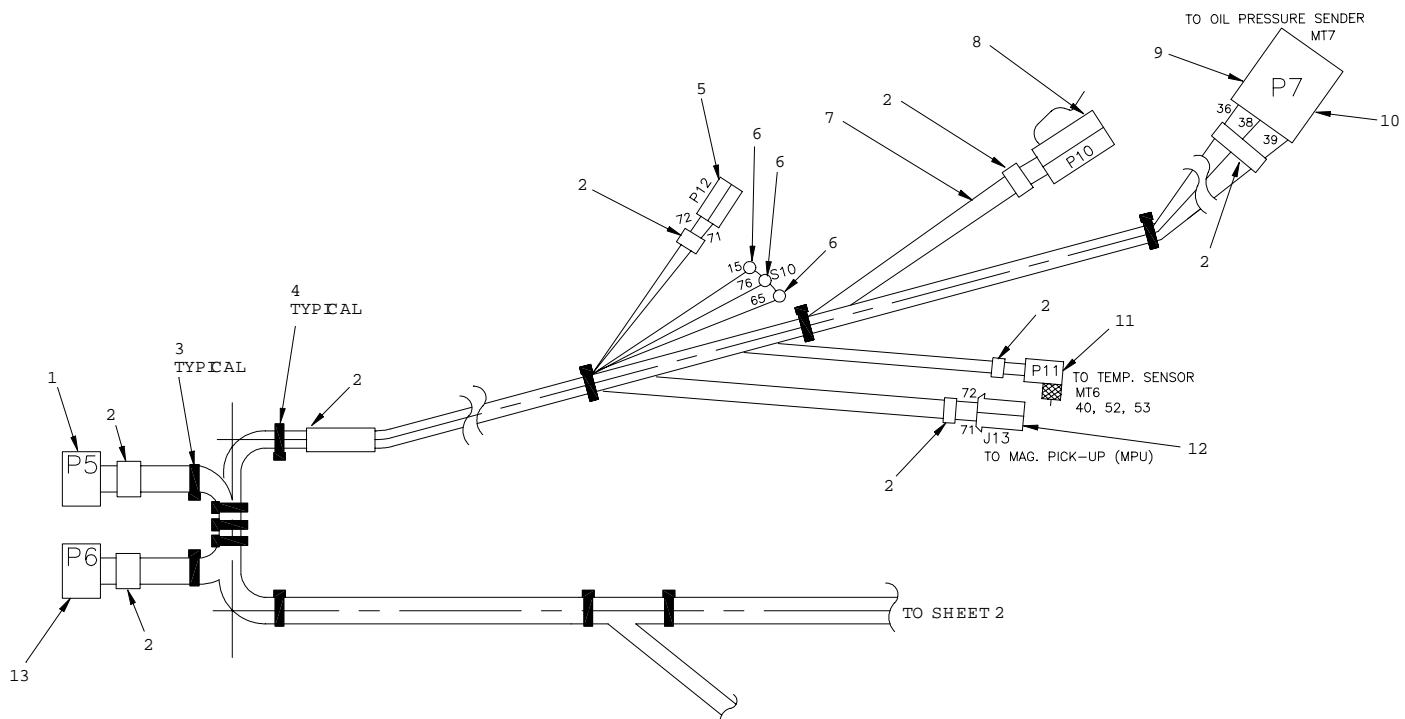 TO OIL PRESSURE SENDER
MT7
8
9
P7
5
2
36
38
39
10
7
6
6
P10
2
P12
72
71
6
2
15
S10
76
65
4
TYPICAL
2
11
3
TYPICAL
P11
TO TEMP. SENSOR
MT6
40, 52, 53
1
2
2
72
71
J13
12
TO MAG. PICK-UP (MPU)
P5
2
P6
TO SHEET 2
2
13